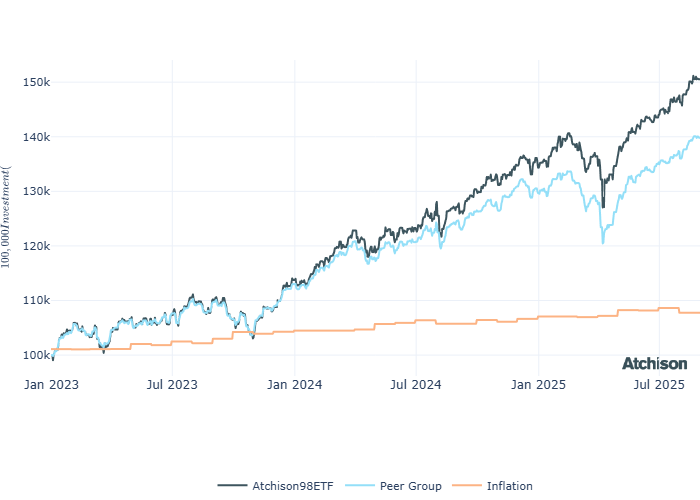 150k
140k
130k
120k
110k
100k
100,000Investment(
Jan 2023
Jul 2023
Jan 2024
Jul 2024
Jan 2025
Jul 2025
Atchison
Atchison98ETF
Peer Group
Inflation